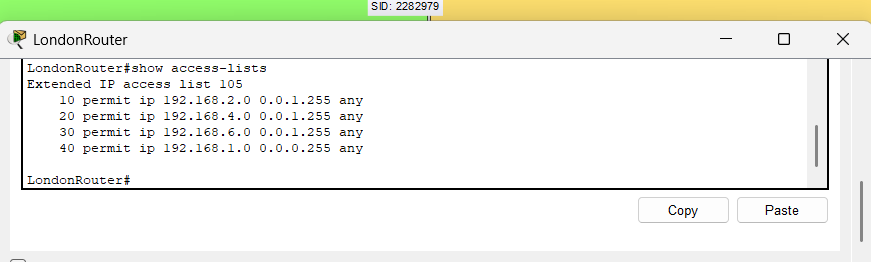 SID: 2282979
LondonRouter
LondonRouter#show access-lists
Extended IP access list 105
    10 permit ip 192.168.2.0 0.0.1.255 any
    20 permit ip 192.168.4.0 0.0.1.255 any
    30 permit ip 192.168.6.0 0.0.1.255 any
    40 permit ip 192.168.1.0 0.0.0.255 any
LondonRouter#
Copy Paste